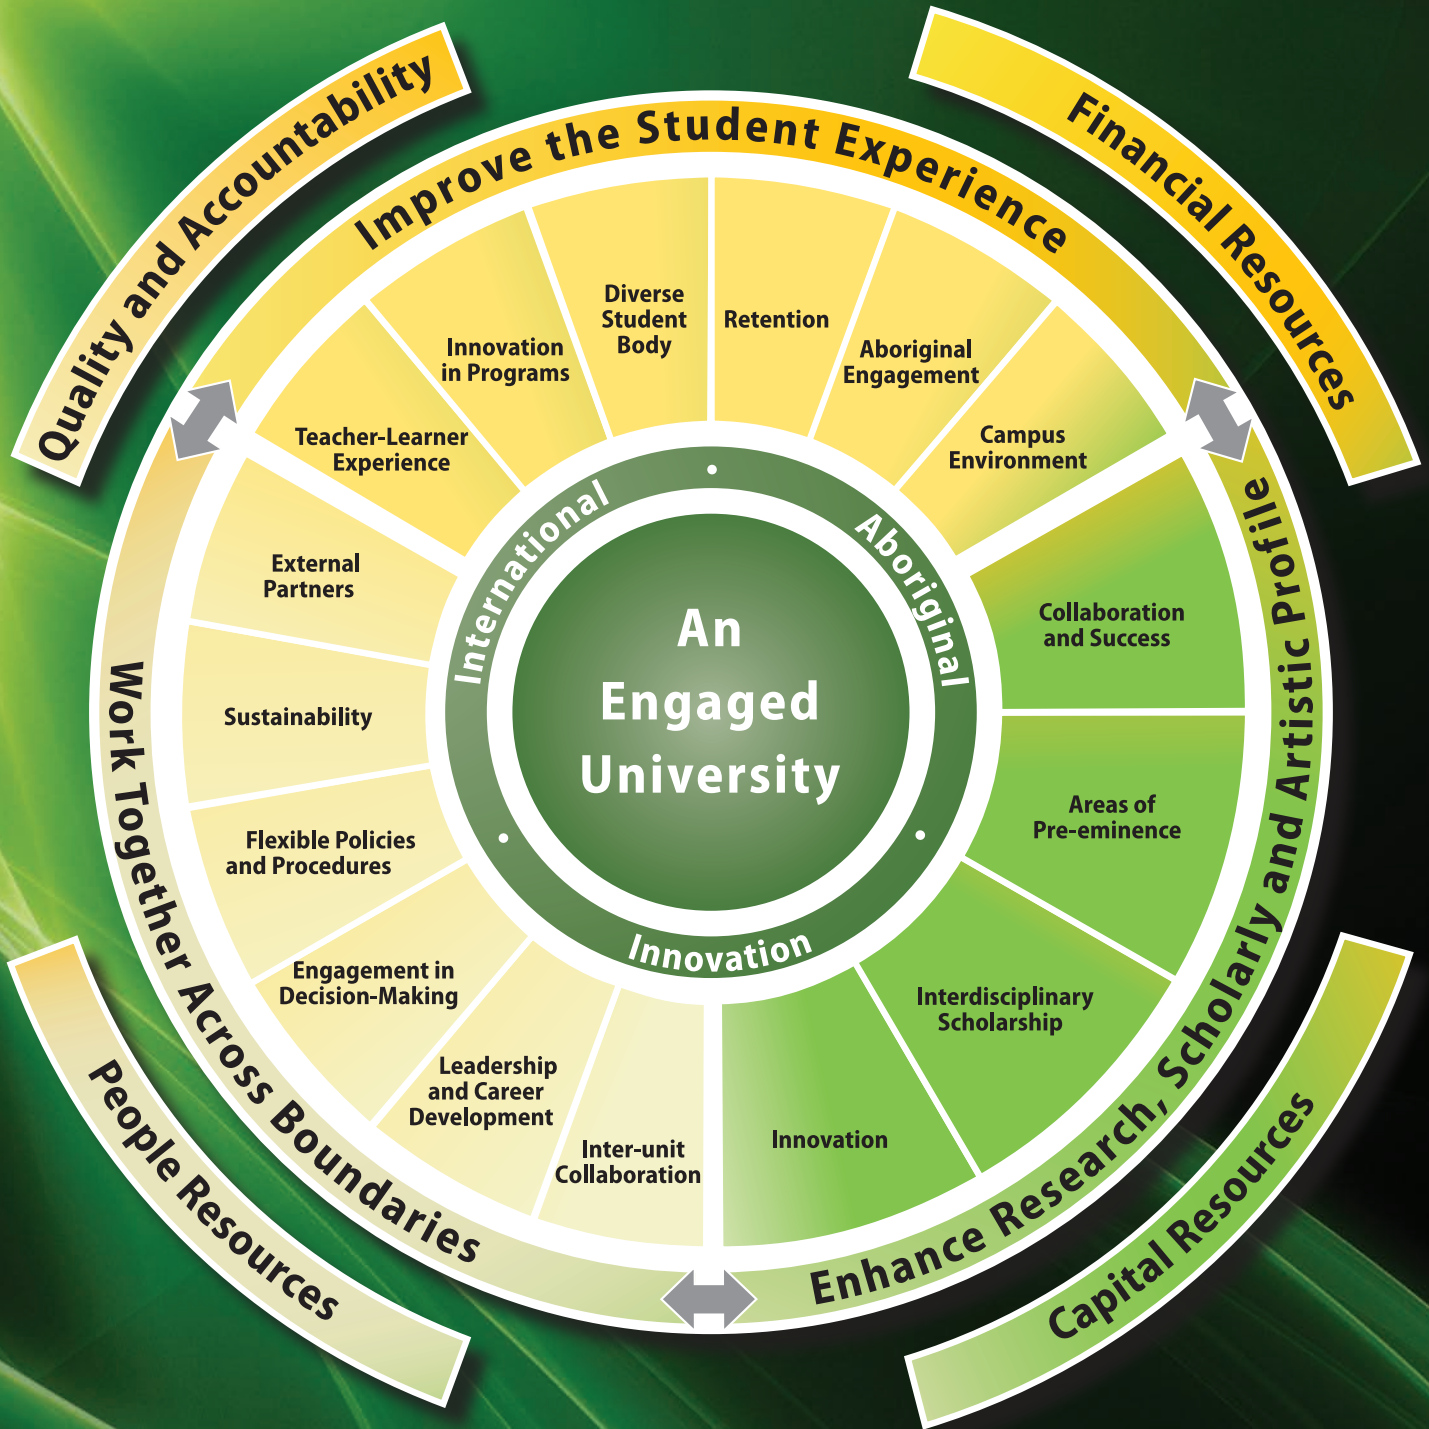 Quality and Accountability
Financial Resources
Improve the Student Experience
Diverse
Student
Body
Retention
Innovation
in Programs
Aboriginal
Engagement
Teacher-Learner
Experience
Campus
Environment
External
Partners
International
Aboriginal
Innovation
An
Engaged
University
Collaboration
and Success
Sustainability
Areas of
Pre-eminence
Flexible Policies
and Procedures
Engagement in
Decision-Making
Interdisciplinary
Scholarship
Leadership
and Career
Development
Inter-unit
Collaboration
Innovation
Work Together Across Boundaries
Enhance Research, Scholarly and Artistic Profile
People Resources
Capital Resources